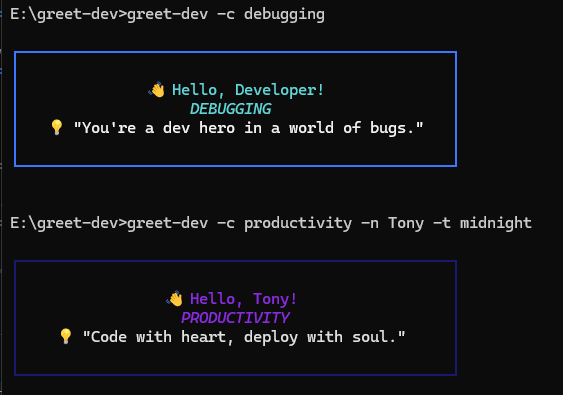 E:\greet-dev>greet-dev -c debugging
👋 Hello, Developer!
DEBUGGING
💡 "You're a dev hero in a world of bugs."
E:\greet-dev>greet-dev -c productivity -n Tony -t midnight
👋 Hello, Tony!
PRODUCTIVITY
💡 "Code with heart, deploy with soul."